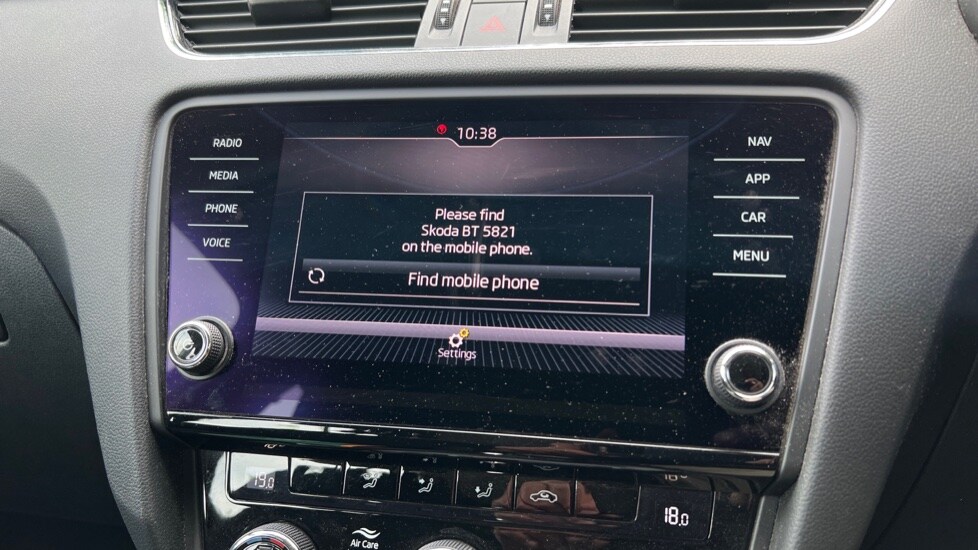 10:38
RADIO
MEDIA
PHONE
VOICE
NAV
APP
CAR
MENU
Please find
Skoda BT 5821
on the mobile phone.
Find mobile phone
Settings
19.0
18.0
Air Care